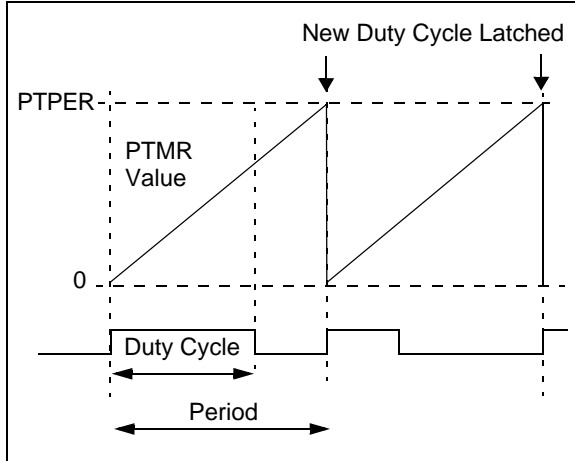 New Duty Cycle Latched
PTPER
PTMR
Value
0
Duty Cycle
Period